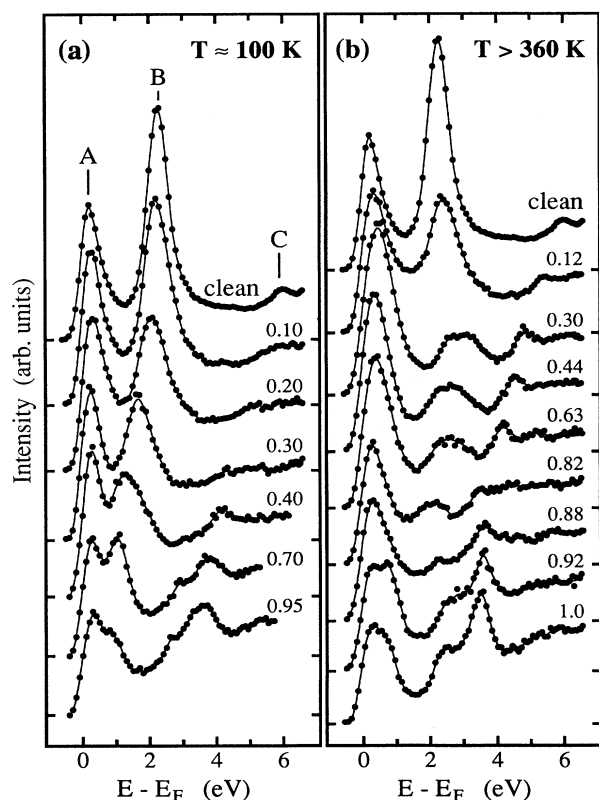 (a) T ≈ 100 K
A
B
C
clean
0.10
0.20
0.30
0.40
0.70
0.95
Intensity (arb. units)
0 2 4 6
E - E_F (eV)
(b) T > 360 K
clean
0.12
0.30
0.44
0.63
0.82
0.88
0.92
1.0
0 2 4 6
E - E_F (eV)